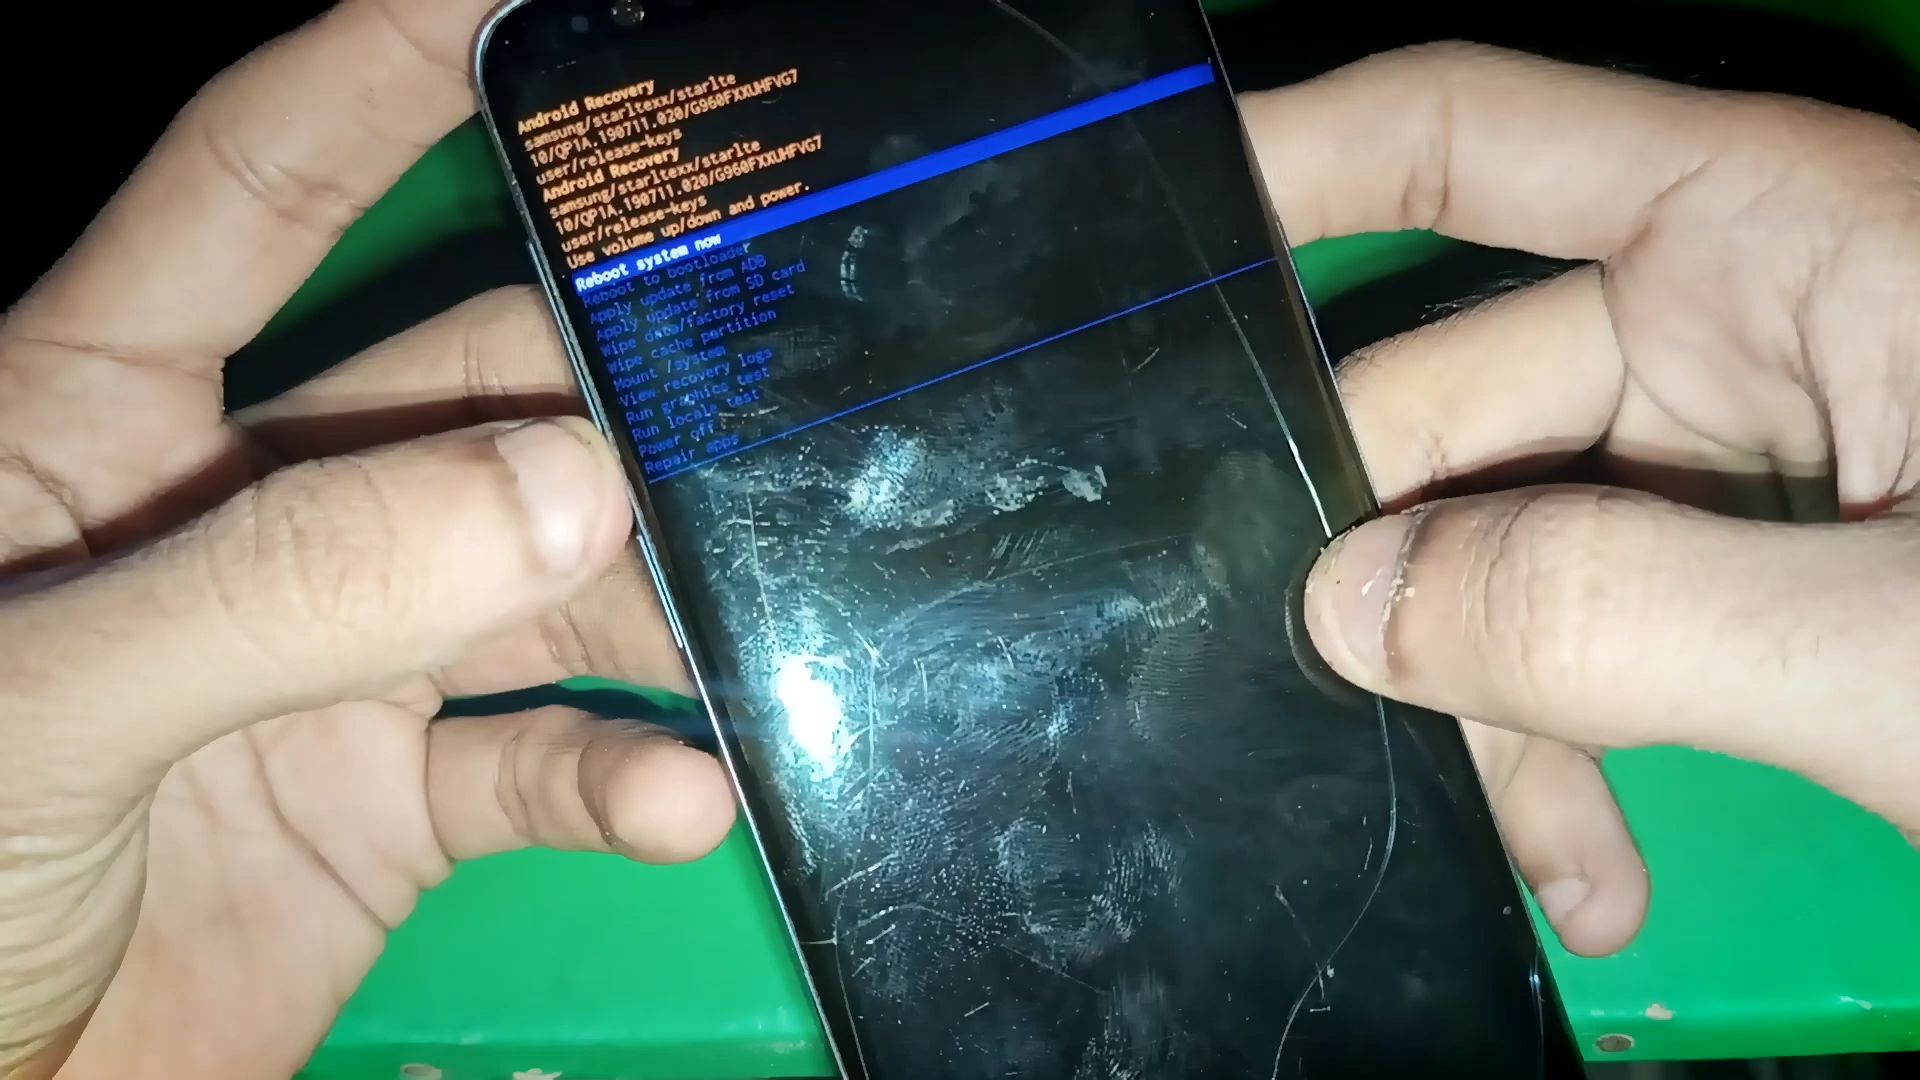 Android Recovery
samsung/starltexx/starlte
10/QP1A.190711.020/G960FXXUHFVG7
user/release-keys
Android Recovery
samsung/starltexx/starlte
10/QP1A.190711.020/G960FXXUHFVG7
user/release-keys
Use volume up/down and power.
Reboot system now
Reboot to bootloader
Apply update from ADB
Apply update from SD card
Wipe data/factory reset
Wipe cache partition
Mount /system
View recovery logs
Run graphics test
Run locale test
Power off
Repair apps